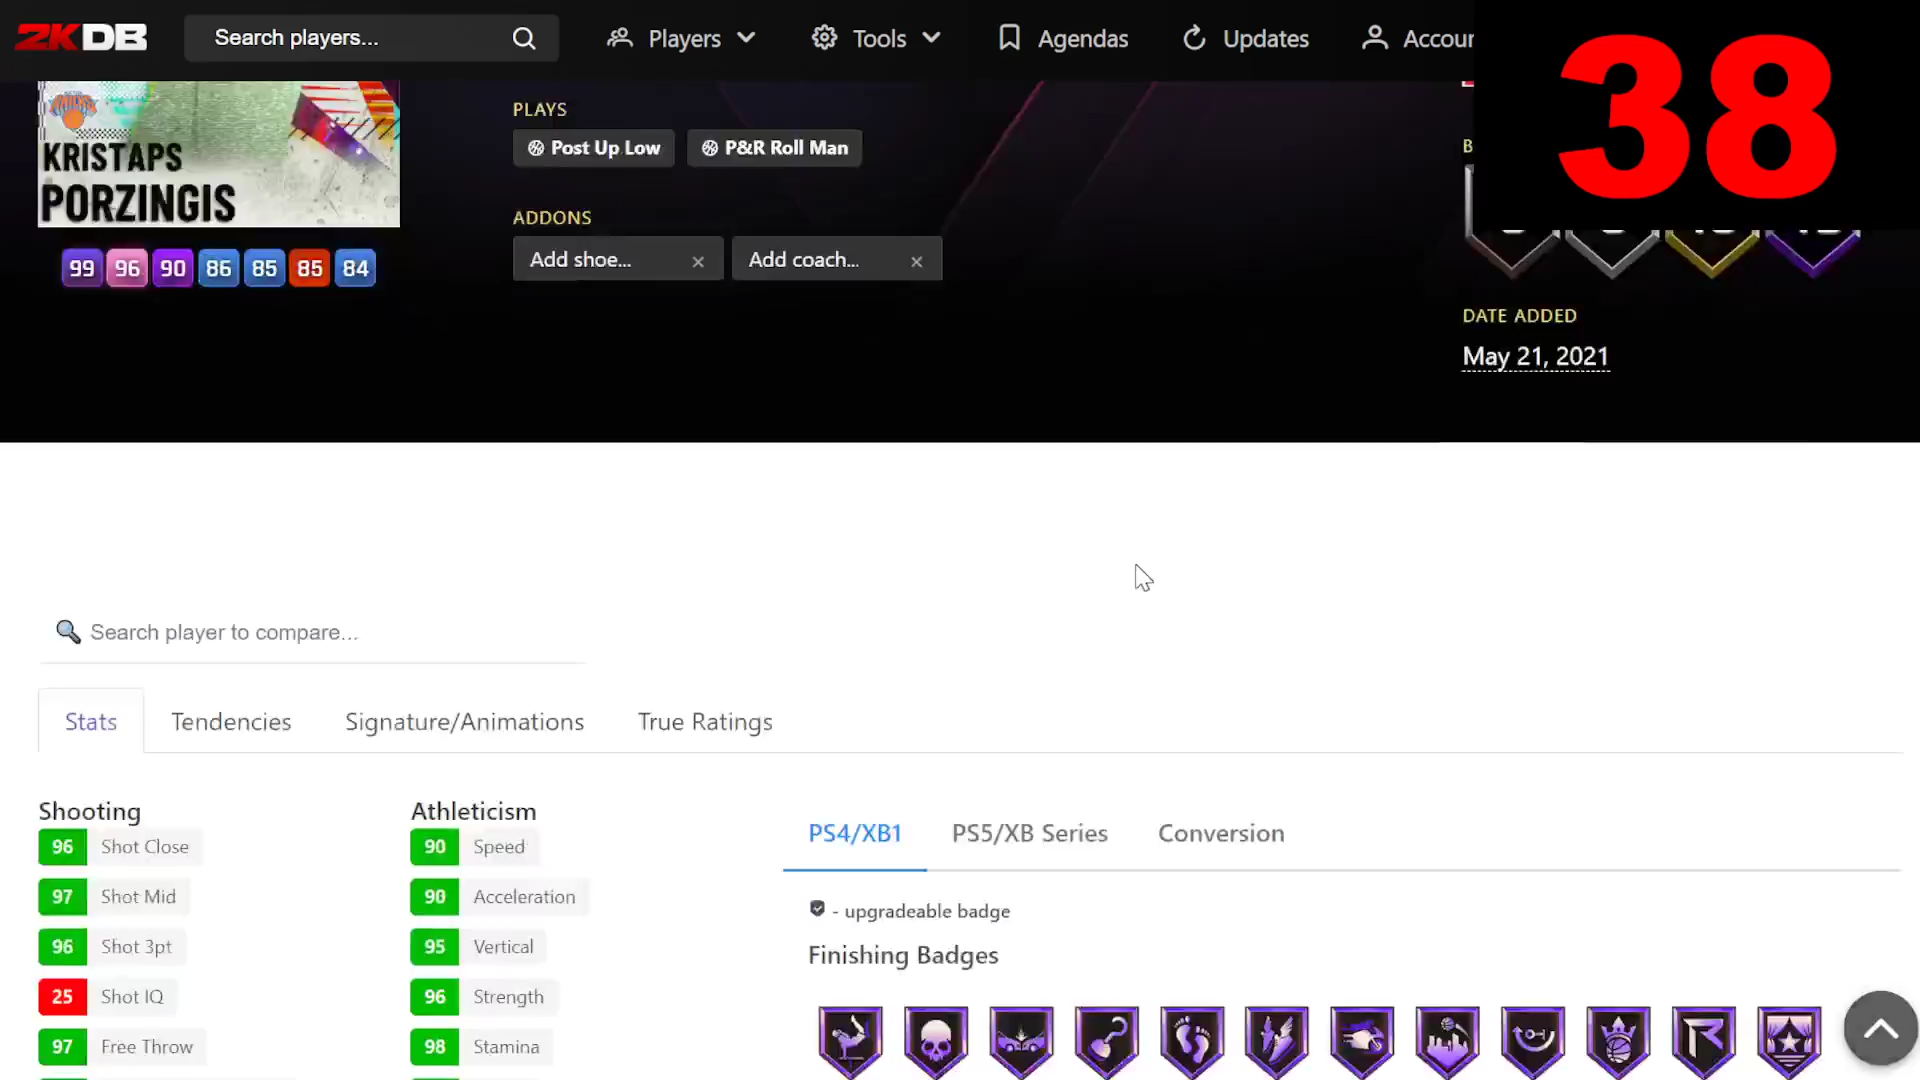 2KDB
Search players...
Players
Tools
Agendas
Updates
Accoun
38
KRISTAPS
PORZINGIS
99 96 90 86 85 85 84
PLAYS
Post Up Low
P&R Roll Man
ADDONS
Add shoe... ×
Add coach... ×
B
DATE ADDED
May 21, 2021
Search player to compare...
Stats
Tendencies
Signature/Animations
True Ratings
Shooting
96 Shot Close
97 Shot Mid
96 Shot 3pt
25 Shot IQ
97 Free Throw
Athleticism
90 Speed
90 Acceleration
95 Vertical
96 Strength
98 Stamina
PS4/XB1
PS5/XB Series
Conversion
- upgradeable badge
Finishing Badges